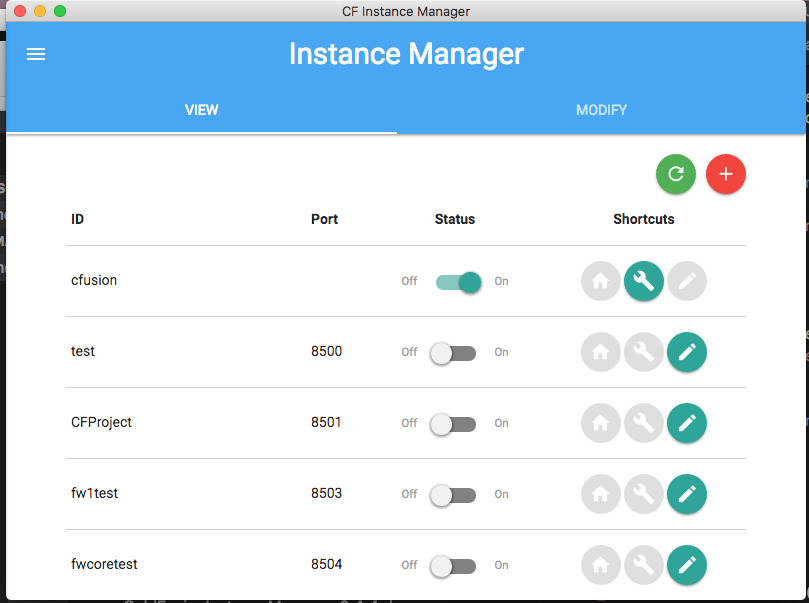 CF Instance Manager
Instance Manager
VIEW MODIFY
ID Port Status Shortcuts
cfusion Off On
test 8500 Off On
CFProject 8501 Off On
fw1test 8503 Off On
fwcoretest 8504 Off On